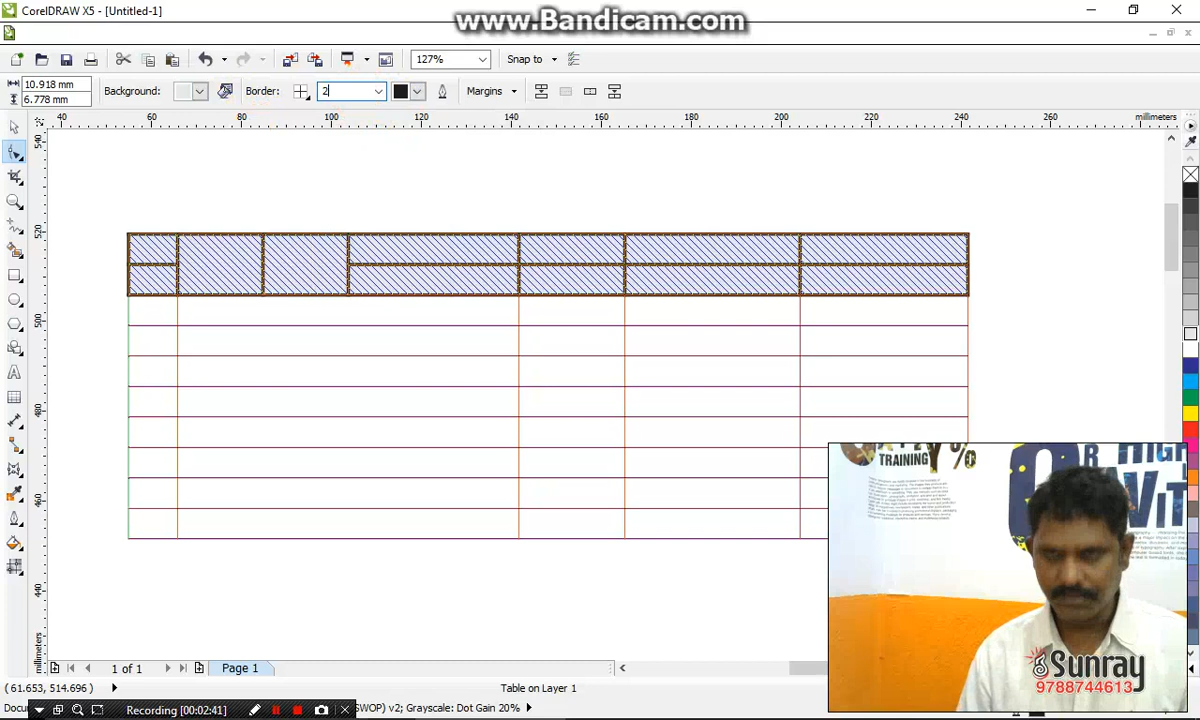 CorelDRAW X5 - [Untitled-1]
www.Bandicam.com
127%
Snap to
10.918 mm
6.778 mm
Background:
Border:
2
Margins
40 60 80 100 120 140 160 180 200 220 240 260 millimeters
540
520
500
480
460
440
millimeters
TRAINING
%
Sunray
9788744613
1 of 1
Page 1
(61.653, 514.696)
Table on Layer 1
Recording [00:02:41]
SWOP) v2; Grayscale: Dot Gain 20%